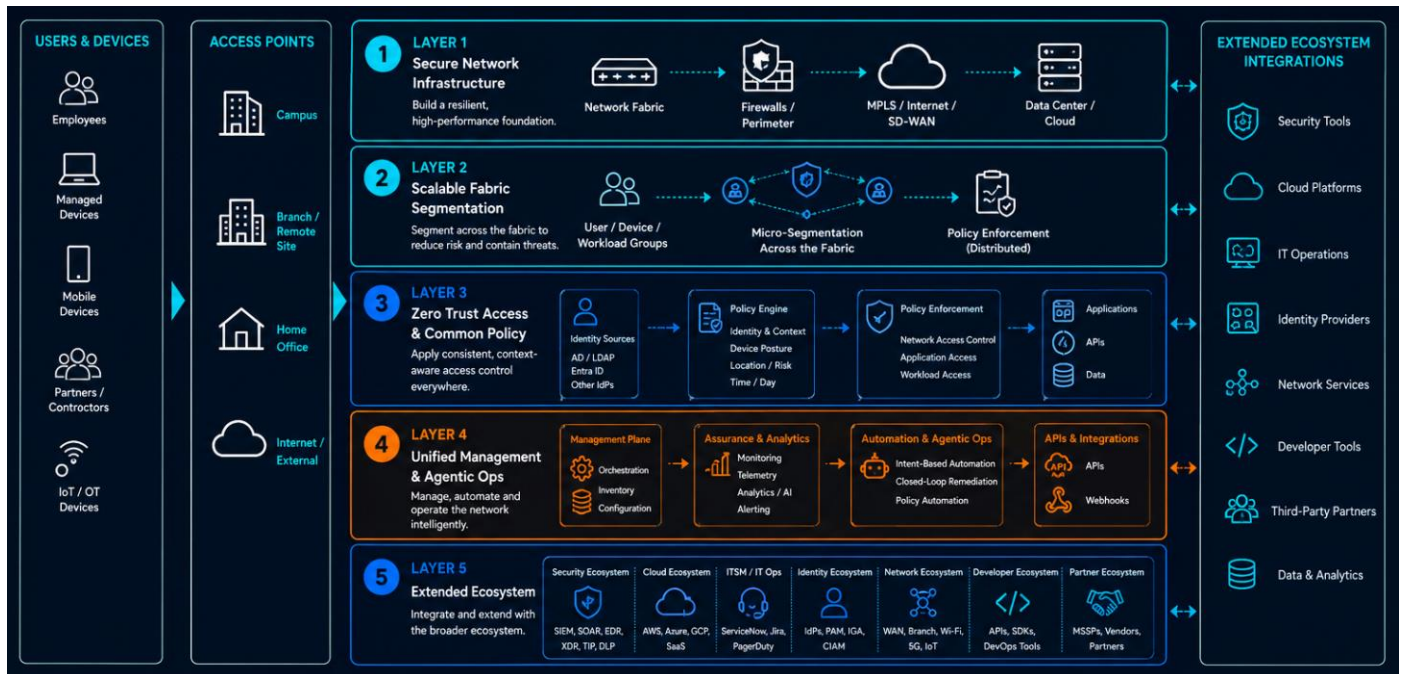 USERS & DEVICES
Employees
Managed
Devices
Mobile
Devices
Partners /
Controctors
IoT / OT
Devices
ACCESS POINTS
Campus
Branch /
Remote
Site
Home
Office
Internet /
External
1
LAYER 1
Secure Network
Infrastructure
Build a resilient,
high-performance foundation.
Network Fabric
Firewalls /
Perimeter
MPLS / Internet /
SD-WAN
Data Center /
Cloud
2
LAYER 2
Scalable Fabric
Segmentation
Segment across the fabric to
reduce risk and contain threats.
User / Device /
Workload Groups
Micro-Segmentation
Across the Fabric
Policy Enforcement
(Distributed)
3
LAYER 3
Zero Trust Access
& Common Policy
Apply consistent, context-
aware access control
everywhere.
Identity Sources
AD / LDAP
Entra ID
Other IdPs
Policy Engine
Identity & Context
Device Posture
Location / Risk
Time / Day
Policy Enforcement
Network Access Control
Application Access
Workload Access
Applications
APIs
Data
4
LAYER 4
Unified Management
& Agentic Ops
Manage, automate and
operate the network
intelligently.
Management Plane
Orchestration
Inventory
Configuration
Assurance & Analytics
Monitoring
Telemetry
Analytics / AI
Alerting
Automation & Agentic Ops
Intent-Based Automation
Closed-Loop Remediation
Policy Automation
APIs & Integrations
API
APIs
Webhooks
5
LAYER 5
Extended Ecosystem
Integrate and extend with
the broader ecosystem.
Security Ecosystem
SIEM, SOAR, EDR,
XDR, TIP, DLP
Cloud Ecosystem
AWS, Azure, GCP,
SaaS
ITSM / IT Ops
ServiceNow, Jira,
PagerDuty
Identity Ecosystem
IdPs, PAM, IGA,
CIAM
Network Ecosystem
WAN, Branch, Wi-Fi,
5G, IoT
Developer Ecosystem
APIs, SDKs,
DevOps Tools
Partner Ecosystem
MSSPs, Vendors,
Partners
EXTENDED ECOSYSTEM
INTEGRATIONS
Security Tools
Cloud Platforms
IT Operations
Identity Providers
Network Services
Developer Tools
Third-Party Partners
Data & Analytics